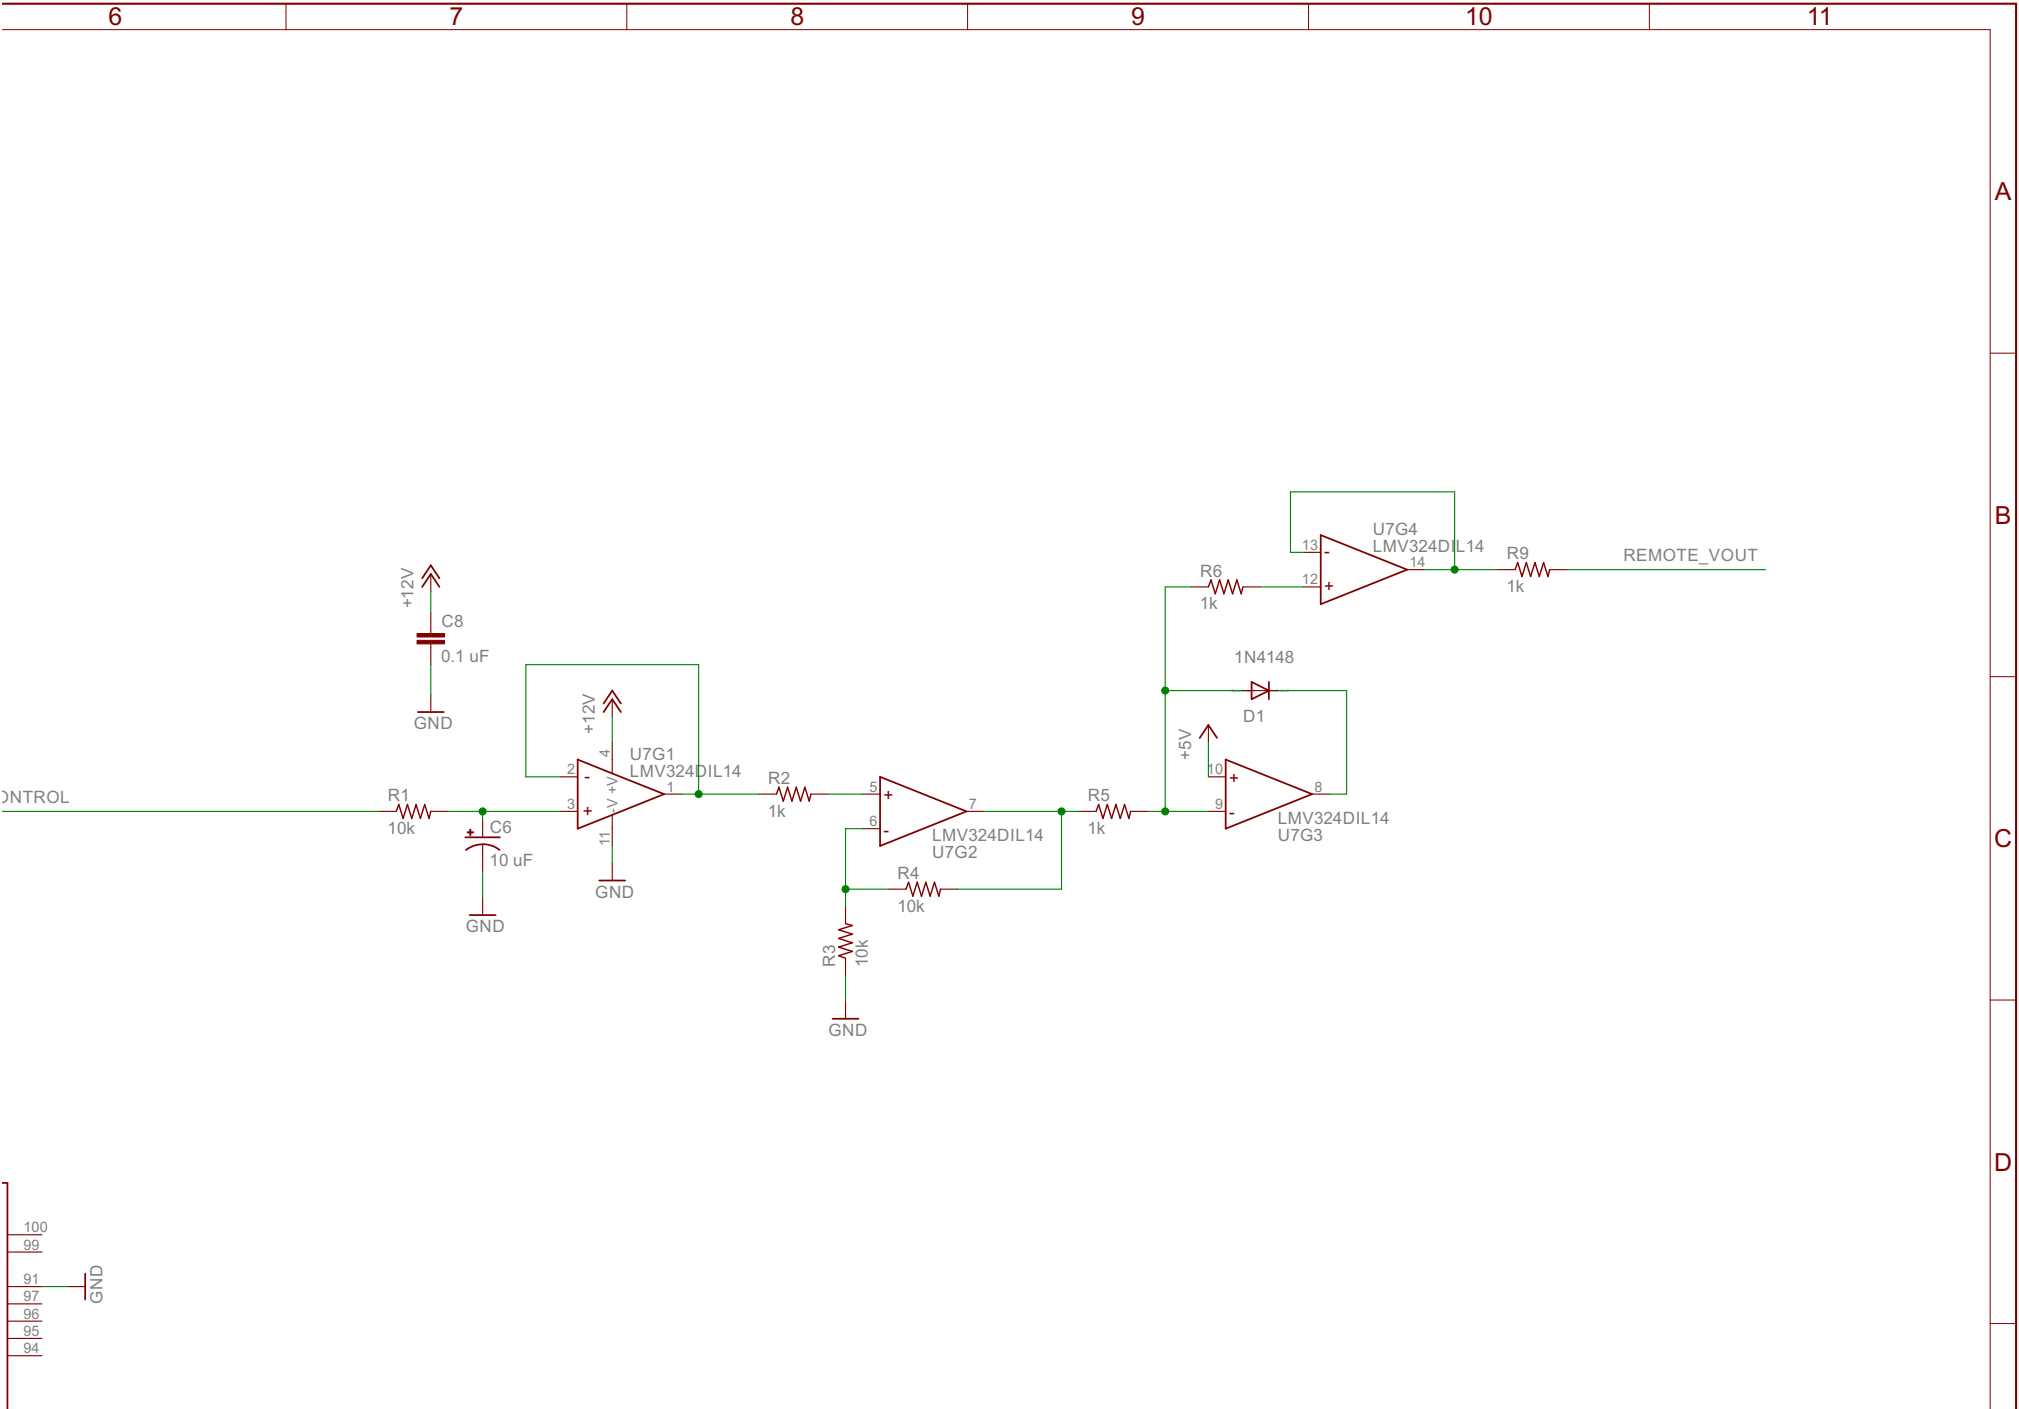 6 7 8 9 10 11
A
B
C
D
U7G4
LMV324DIL14
13
-
14
12
+
R6
1k
R9
1k
REMOTE_VOUT
+12V
C8
0.1 uF
GND
1N4148
D1
+12V
4
U7G1
LMV324DIL14
2
-
3
+
+V
-V
1
11
GND
ONTROL
R1
10k
+
C6
10 uF
GND
R2
1k
5
+
6
-
7
LMV324DIL14
U7G2
R4
10k
R3
10k
GND
R5
1k
+5V
10
+
9
-
8
LMV324DIL14
U7G3
100
99
91
97
96
95
94
GND